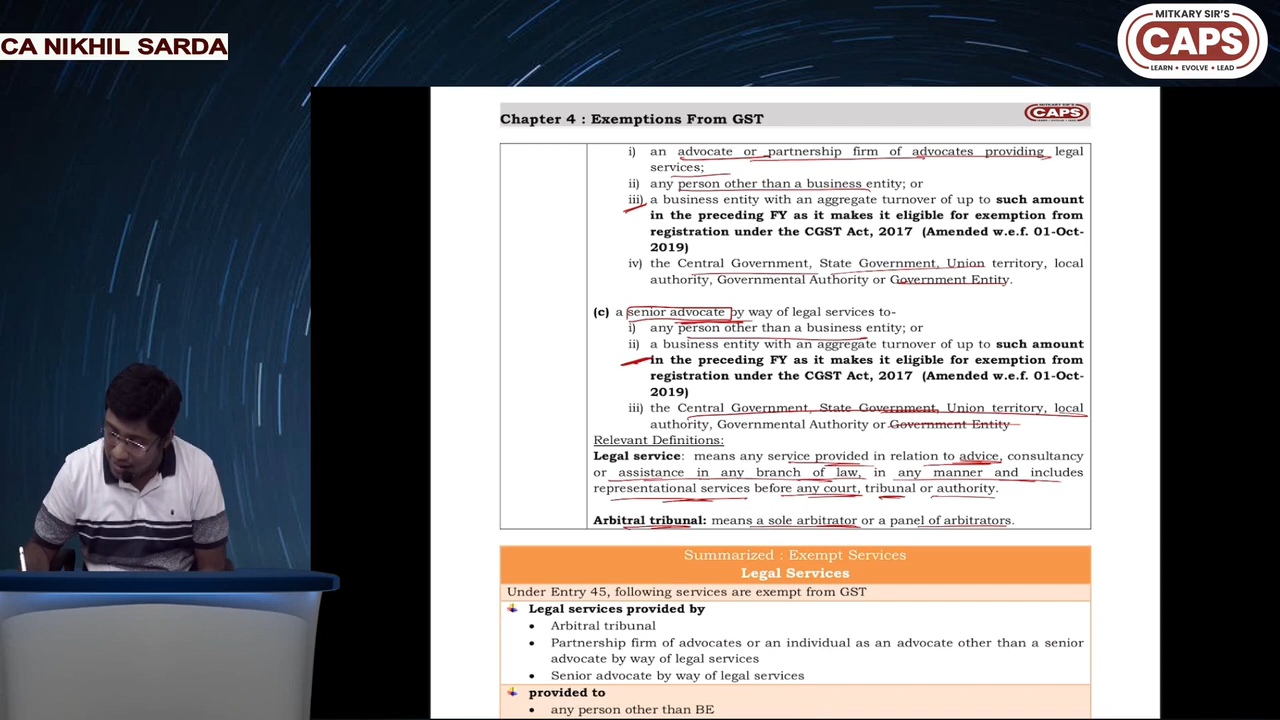 CA NIKHIL SARDA
MITKARY SIR'S
CAPS
LEARN • EVOLVE • LEAD
Chapter 4 : Exemptions From GST
MITKARY SIR'S
CAPS
i) an advocate or partnership firm of advocates providing legal
services;
ii) any person other than a business entity; or
iii) a business entity with an aggregate turnover of up to such amount
in the preceding FY as it makes it eligible for exemption from
registration under the CGST Act, 2017 (Amended w.e.f. 01-Oct-
2019)
iv) the Central Government, State Government, Union territory, local
authority, Governmental Authority or Government Entity.
(c) a senior advocate by way of legal services to-
i) any person other than a business entity; or
ii) a business entity with an aggregate turnover of up to such amount
in the preceding FY as it makes it eligible for exemption from
registration under the CGST Act, 2017 (Amended w.e.f. 01-Oct-
2019)
iii) the Central Government, State Government, Union territory, local
authority, Governmental Authority or Government Entity
Relevant Definitions:
Legal service: means any service provided in relation to advice, consultancy
or assistance in any branch of law, in any manner and includes
representational services before any court, tribunal or authority.
Arbitral tribunal: means a sole arbitrator or a panel of arbitrators.
Summarized : Exempt Services
Legal Services
Under Entry 45, following services are exempt from GST
Legal services provided by
• Arbitral tribunal
• Partnership firm of advocates or an individual as an advocate other than a senior
advocate by way of legal services
• Senior advocate by way of legal services
provided to
• any person other than BE